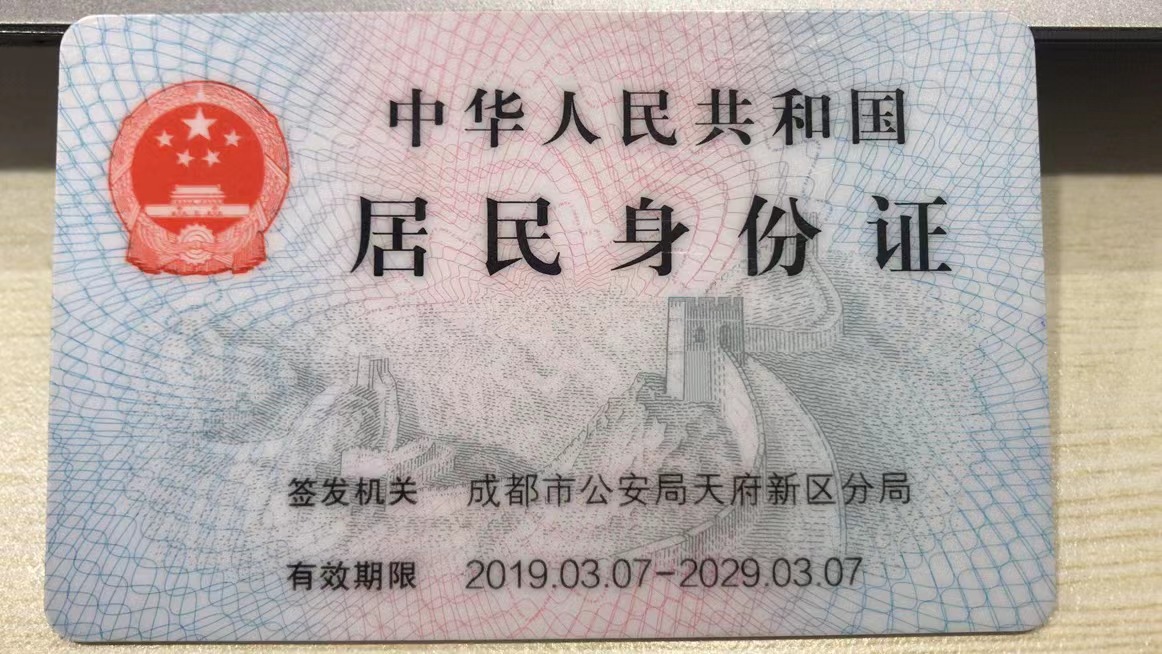 中华人民共和国
居民身份证
签发机关 成都市公安局天府新区分局
有效期限 2019.03.07-2029.03.07